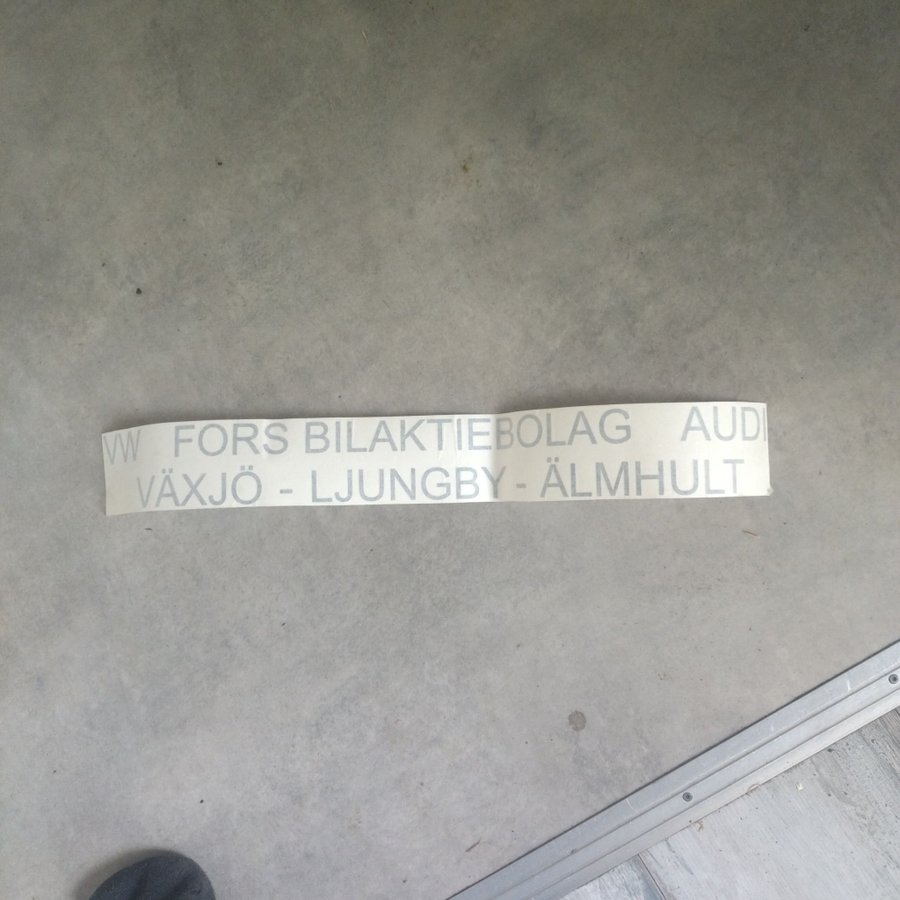 VW FORS BILAKTIEBOLAG AUDI
VÄXJÖ - LJUNGBY - ÄLMHULT